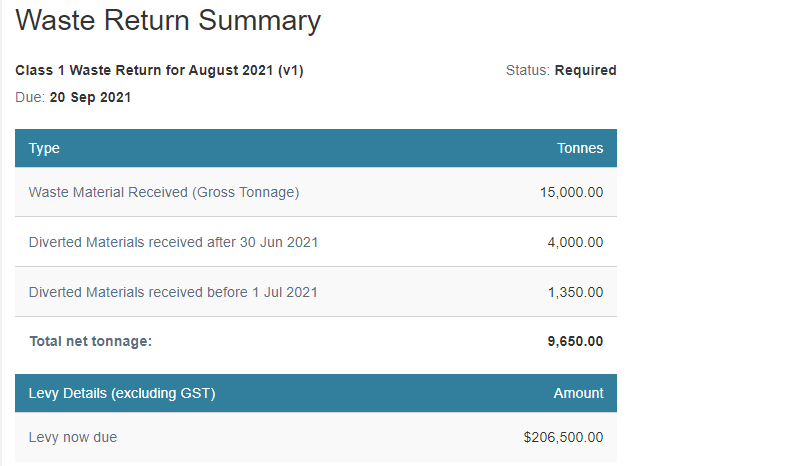 Waste Return Summary
Class 1 Waste Return for August 2021 (v1) Status: Required
Due: 20 Sep 2021
Type Tonnes
Waste Material Received (Gross Tonnage) 15,000.00
Diverted Materials received after 30 Jun 2021 4,000.00
Diverted Materials received before 1 Jul 2021 1,350.00
Total net tonnage: 9,650.00
Levy Details (excluding GST) Amount
Levy now due $206,500.00